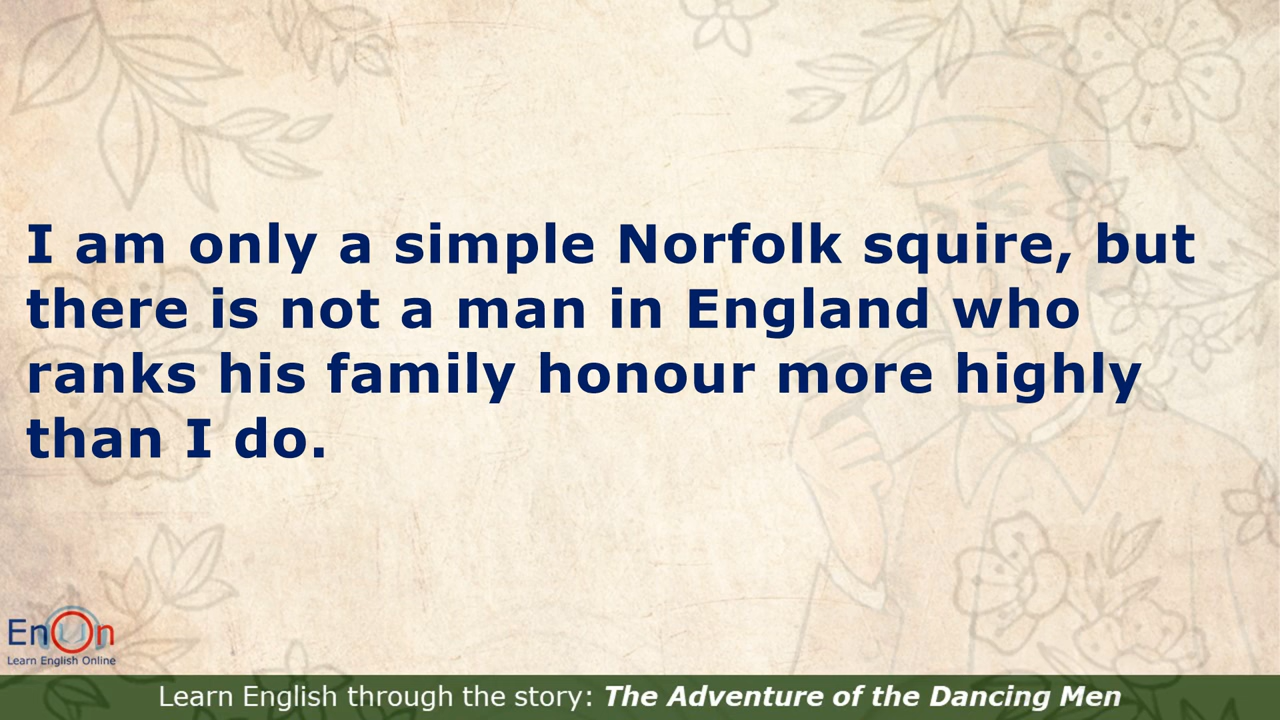 I am only a simple Norfolk squire, but
there is not a man in England who
ranks his family honour more highly
than I do.
EnOn
Learn English Online
Learn English through the story: The Adventure of the Dancing Men